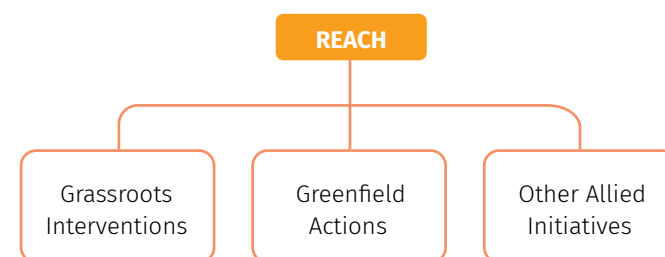 REACH
Grassroots
Interventions
Greenfield
Actions
Other Allied
Initiatives